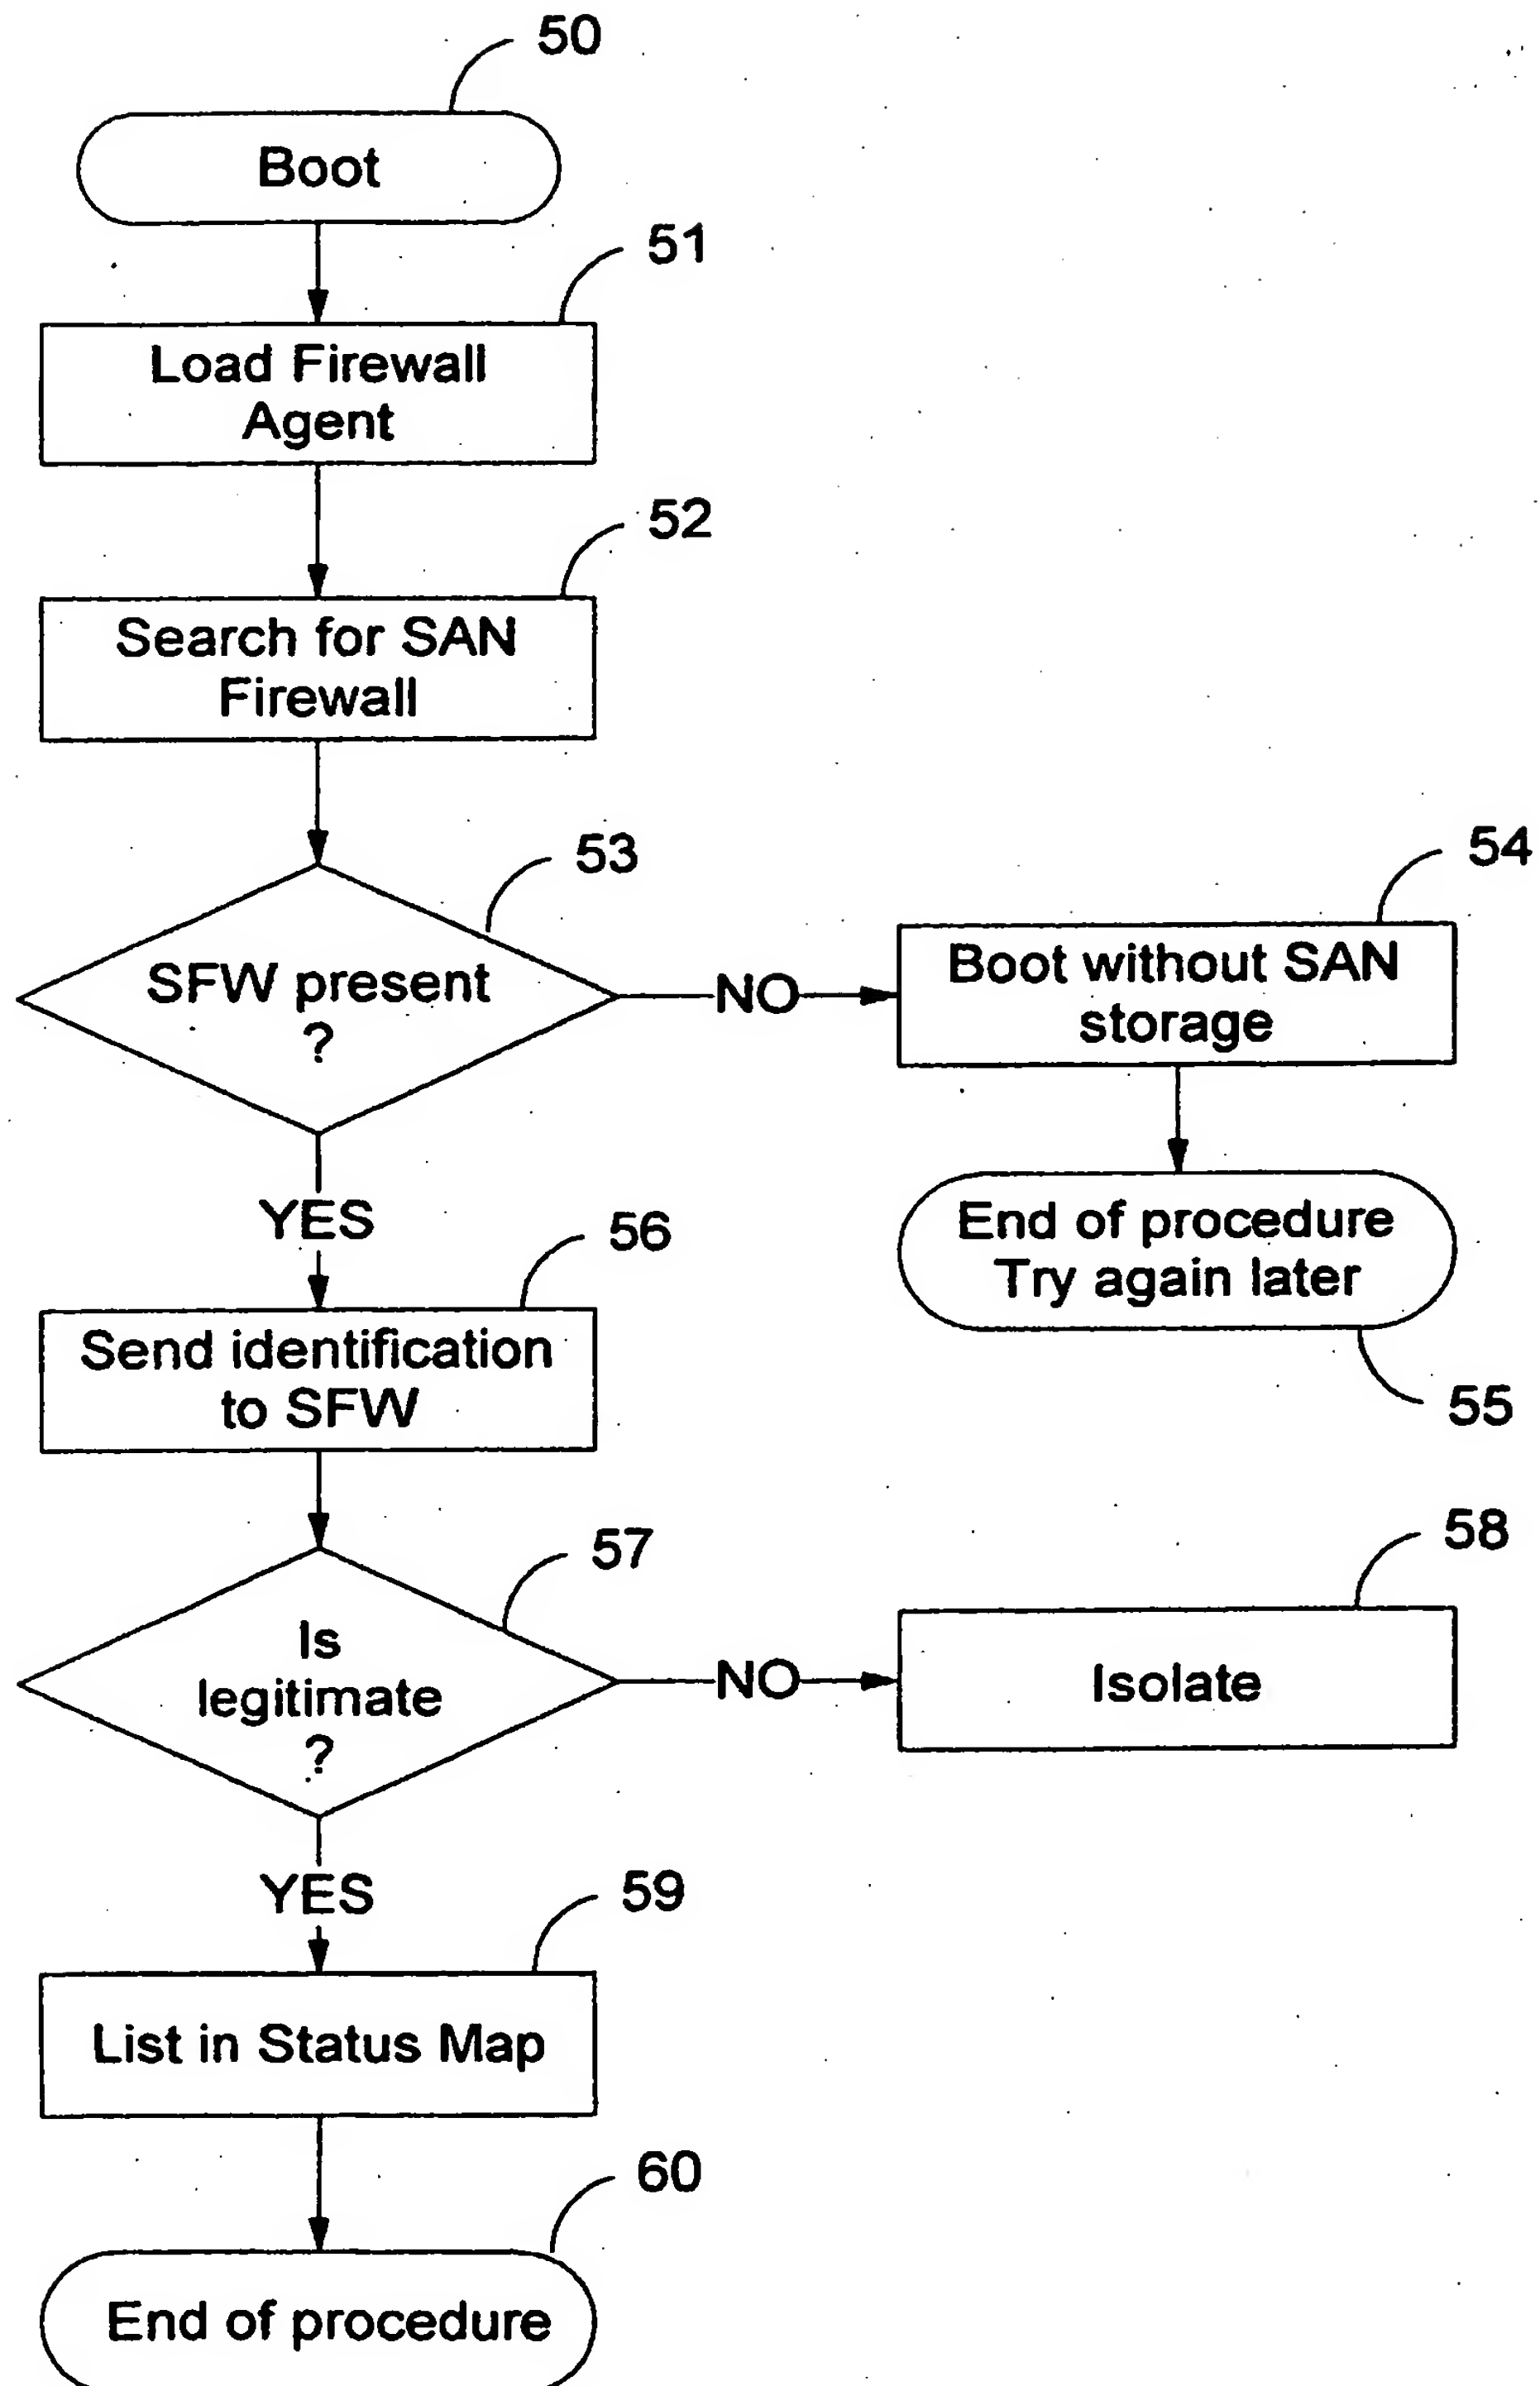 50
Boot
51
Load Firewall
Agent
52
Search for SAN
Firewall
53
SFW present
?
NO
54
Boot without SAN
storage
End of procedure
Try again later
55
YES
56
Send identification
to SFW
57
Is
legitimate
?
NO
58
Isolate
YES
59
List in Status Map
60
End of procedure